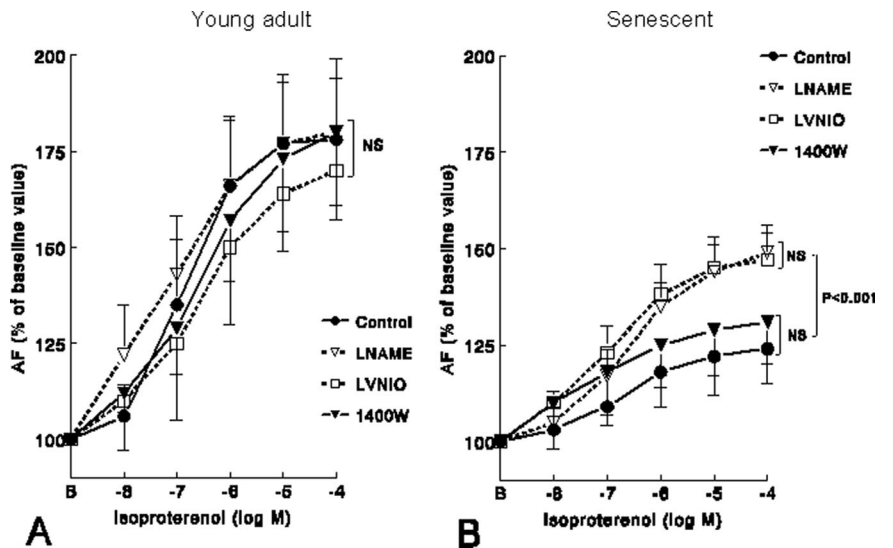 Young adult
Senescent
200
175
150
125
100
AF (% of baseline value)
NS
Control
LNAME
LVNIO
1400W
B -8 -7 -6 -5 -4
Isoproterenol (log M)
A
200
175
150
125
100
AF (% of baseline value)
Control
LNAME
LVNIO
1400W
NS
P<0.001
NS
B -8 -7 -6 -5 -4
Isoproterenol (log M)
B